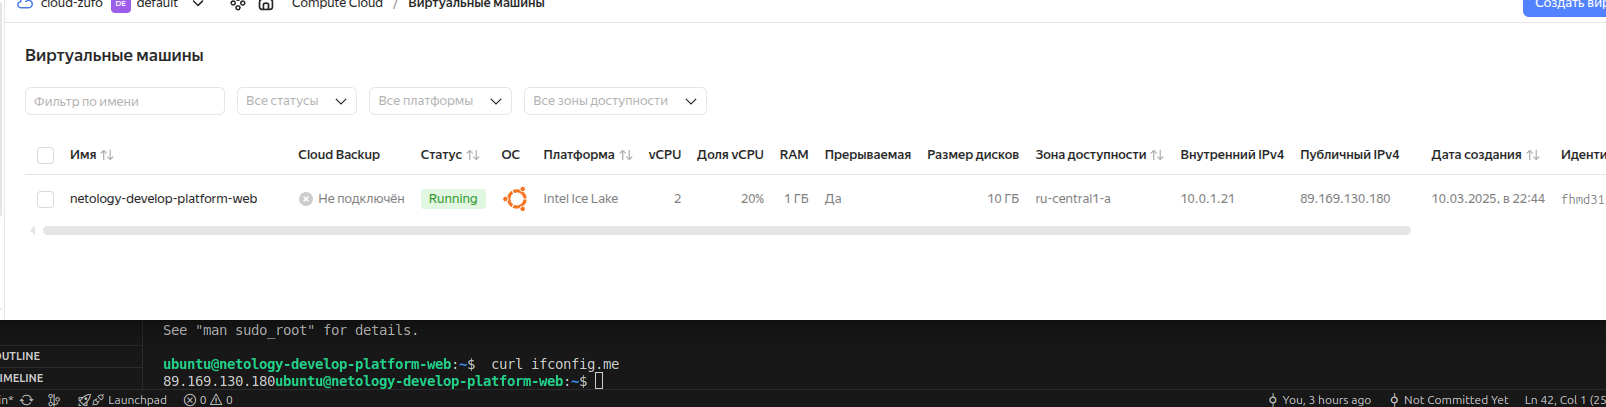 cloud-zufo DE default Compute Cloud / Виртуальные машины Создать вир
Виртуальные машины
Фильтр по имени Все статусы Все платформы Все зоны доступности
Имя Cloud Backup Статус ОС Платформа vCPU Доля vCPU RAM Прерываемая Размер дисков Зона доступности Внутренний IPv4 Публичный IPv4 Дата создания Иденти
netology-develop-platform-web Не подключён Running Intel Ice Lake 2 20% 1 ГБ Да 10 ГБ ru-central1-a 10.0.1.21 89.169.130.180 10.03.2025, в 22:44 fhmd31
See "man sudo_root" for details.
OUTLINE
ubuntu@netology-develop-platform-web:~$  curl ifconfig.me
TIMELINE
89.169.130.180ubuntu@netology-develop-platform-web:~$
in* Launchpad 0 0 You, 3 hours ago Not Committed Yet Ln 42, Col 1 (25